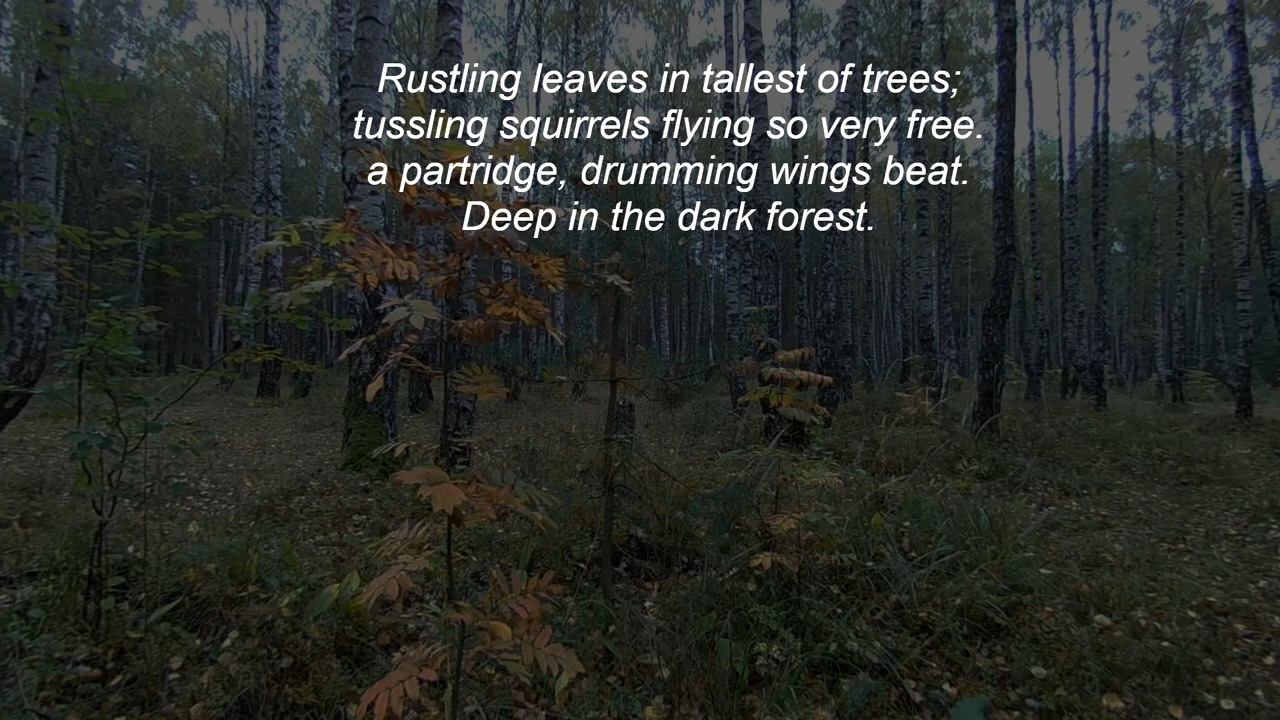 Rustling leaves in tallest of trees;
tussling squirrels flying so very free.
a partridge, drumming wings beat.
Deep in the dark forest.